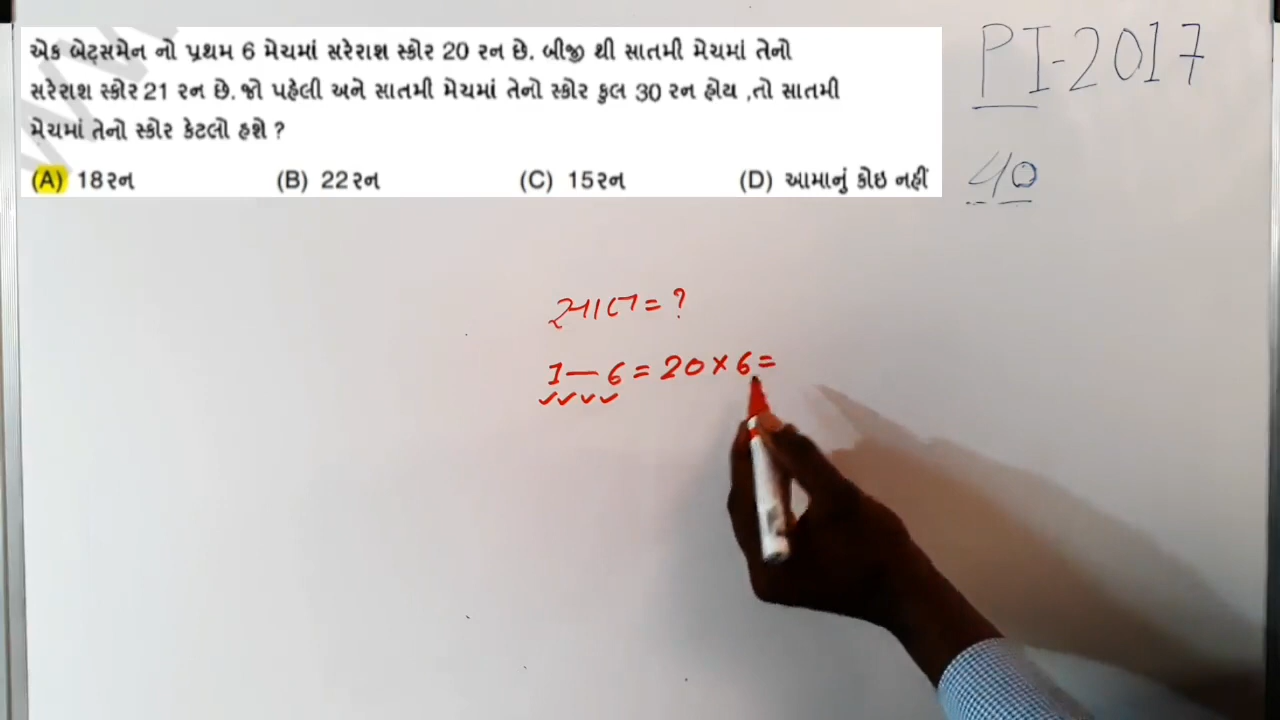 એક બેટ્સમેન નો પ્રથમ 6 મેચમાં સરેરાશ સ્કોર 20 રન છે. બીજી થી સાતમી મેચમાં તેનો
સરેરાશ સ્કોર 21 રન છે. જો પહેલી અને સાતમી મેચમાં તેનો સ્કોર કુલ 30 રન હોય ,તો સાતમી
મેચમાં તેનો સ્કોર કેટલો હશે ?
(A) 18રન (B) 22રન (C) 15રન (D) આમાનું કોઇ નહીં
PI-2017
40
સાત = ?
1 — 6 = 20 × 6 =